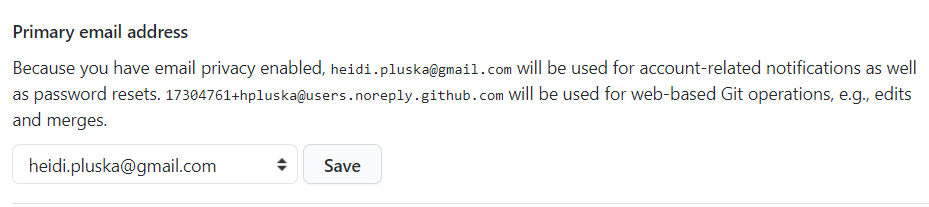 Primary email address
Because you have email privacy enabled, heidi.pluska@gmail.com will be used for account-related notifications as well
as password resets. 17304761+hpluska@users.noreply.github.com will be used for web-based Git operations, e.g., edits
and merges.
heidi.pluska@gmail.com Save